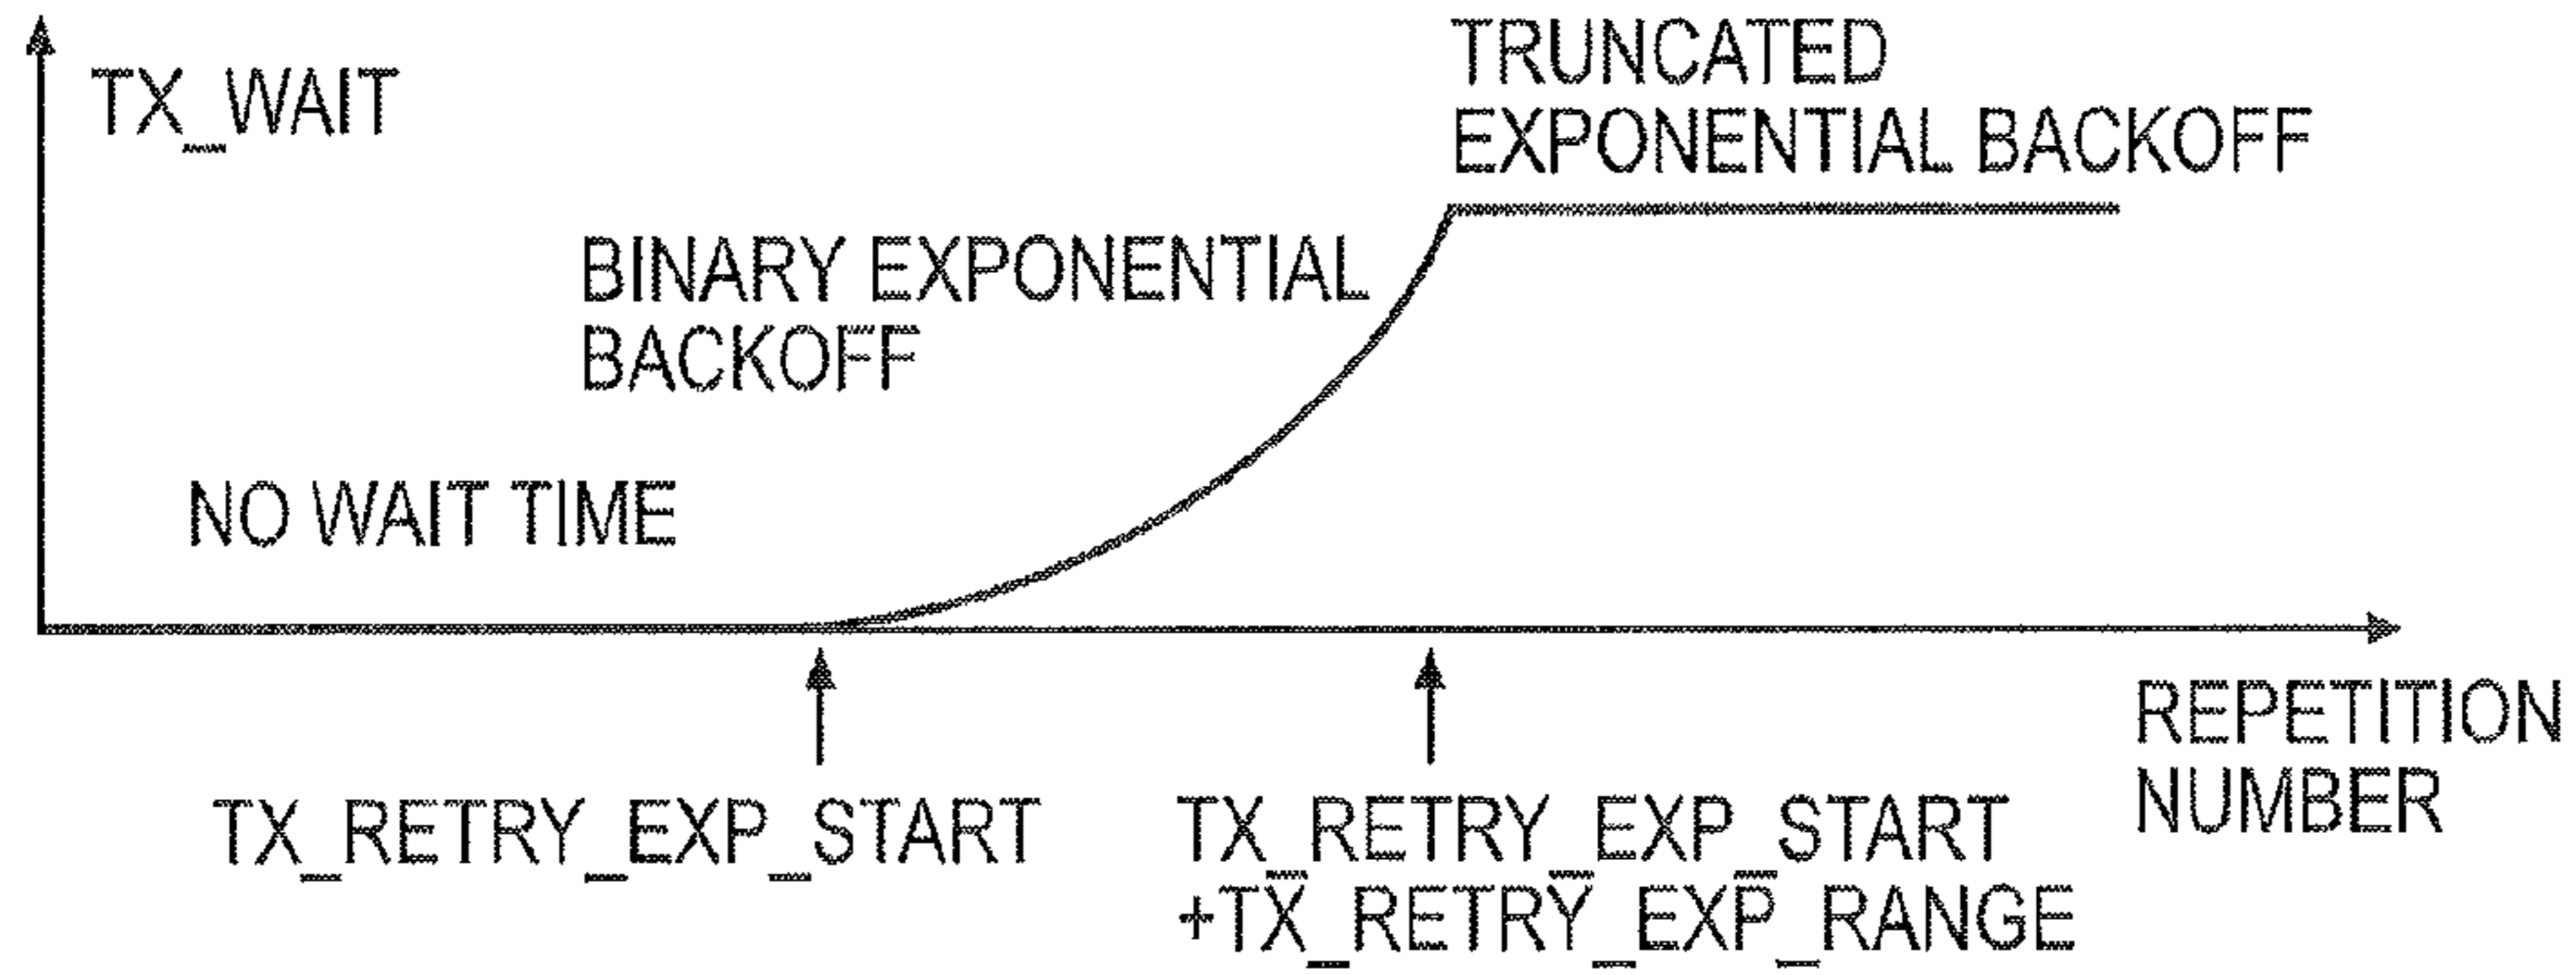 TX_WAIT
TRUNCATED
EXPONENTIAL BACKOFF
BINARY EXPONENTIAL
BACKOFF
NO WAIT TIME
REPETITION
NUMBER
TX_RETRY_EXP_START
TX_RETRY_EXP_START
+TX_RETRY_EXP_RANGE